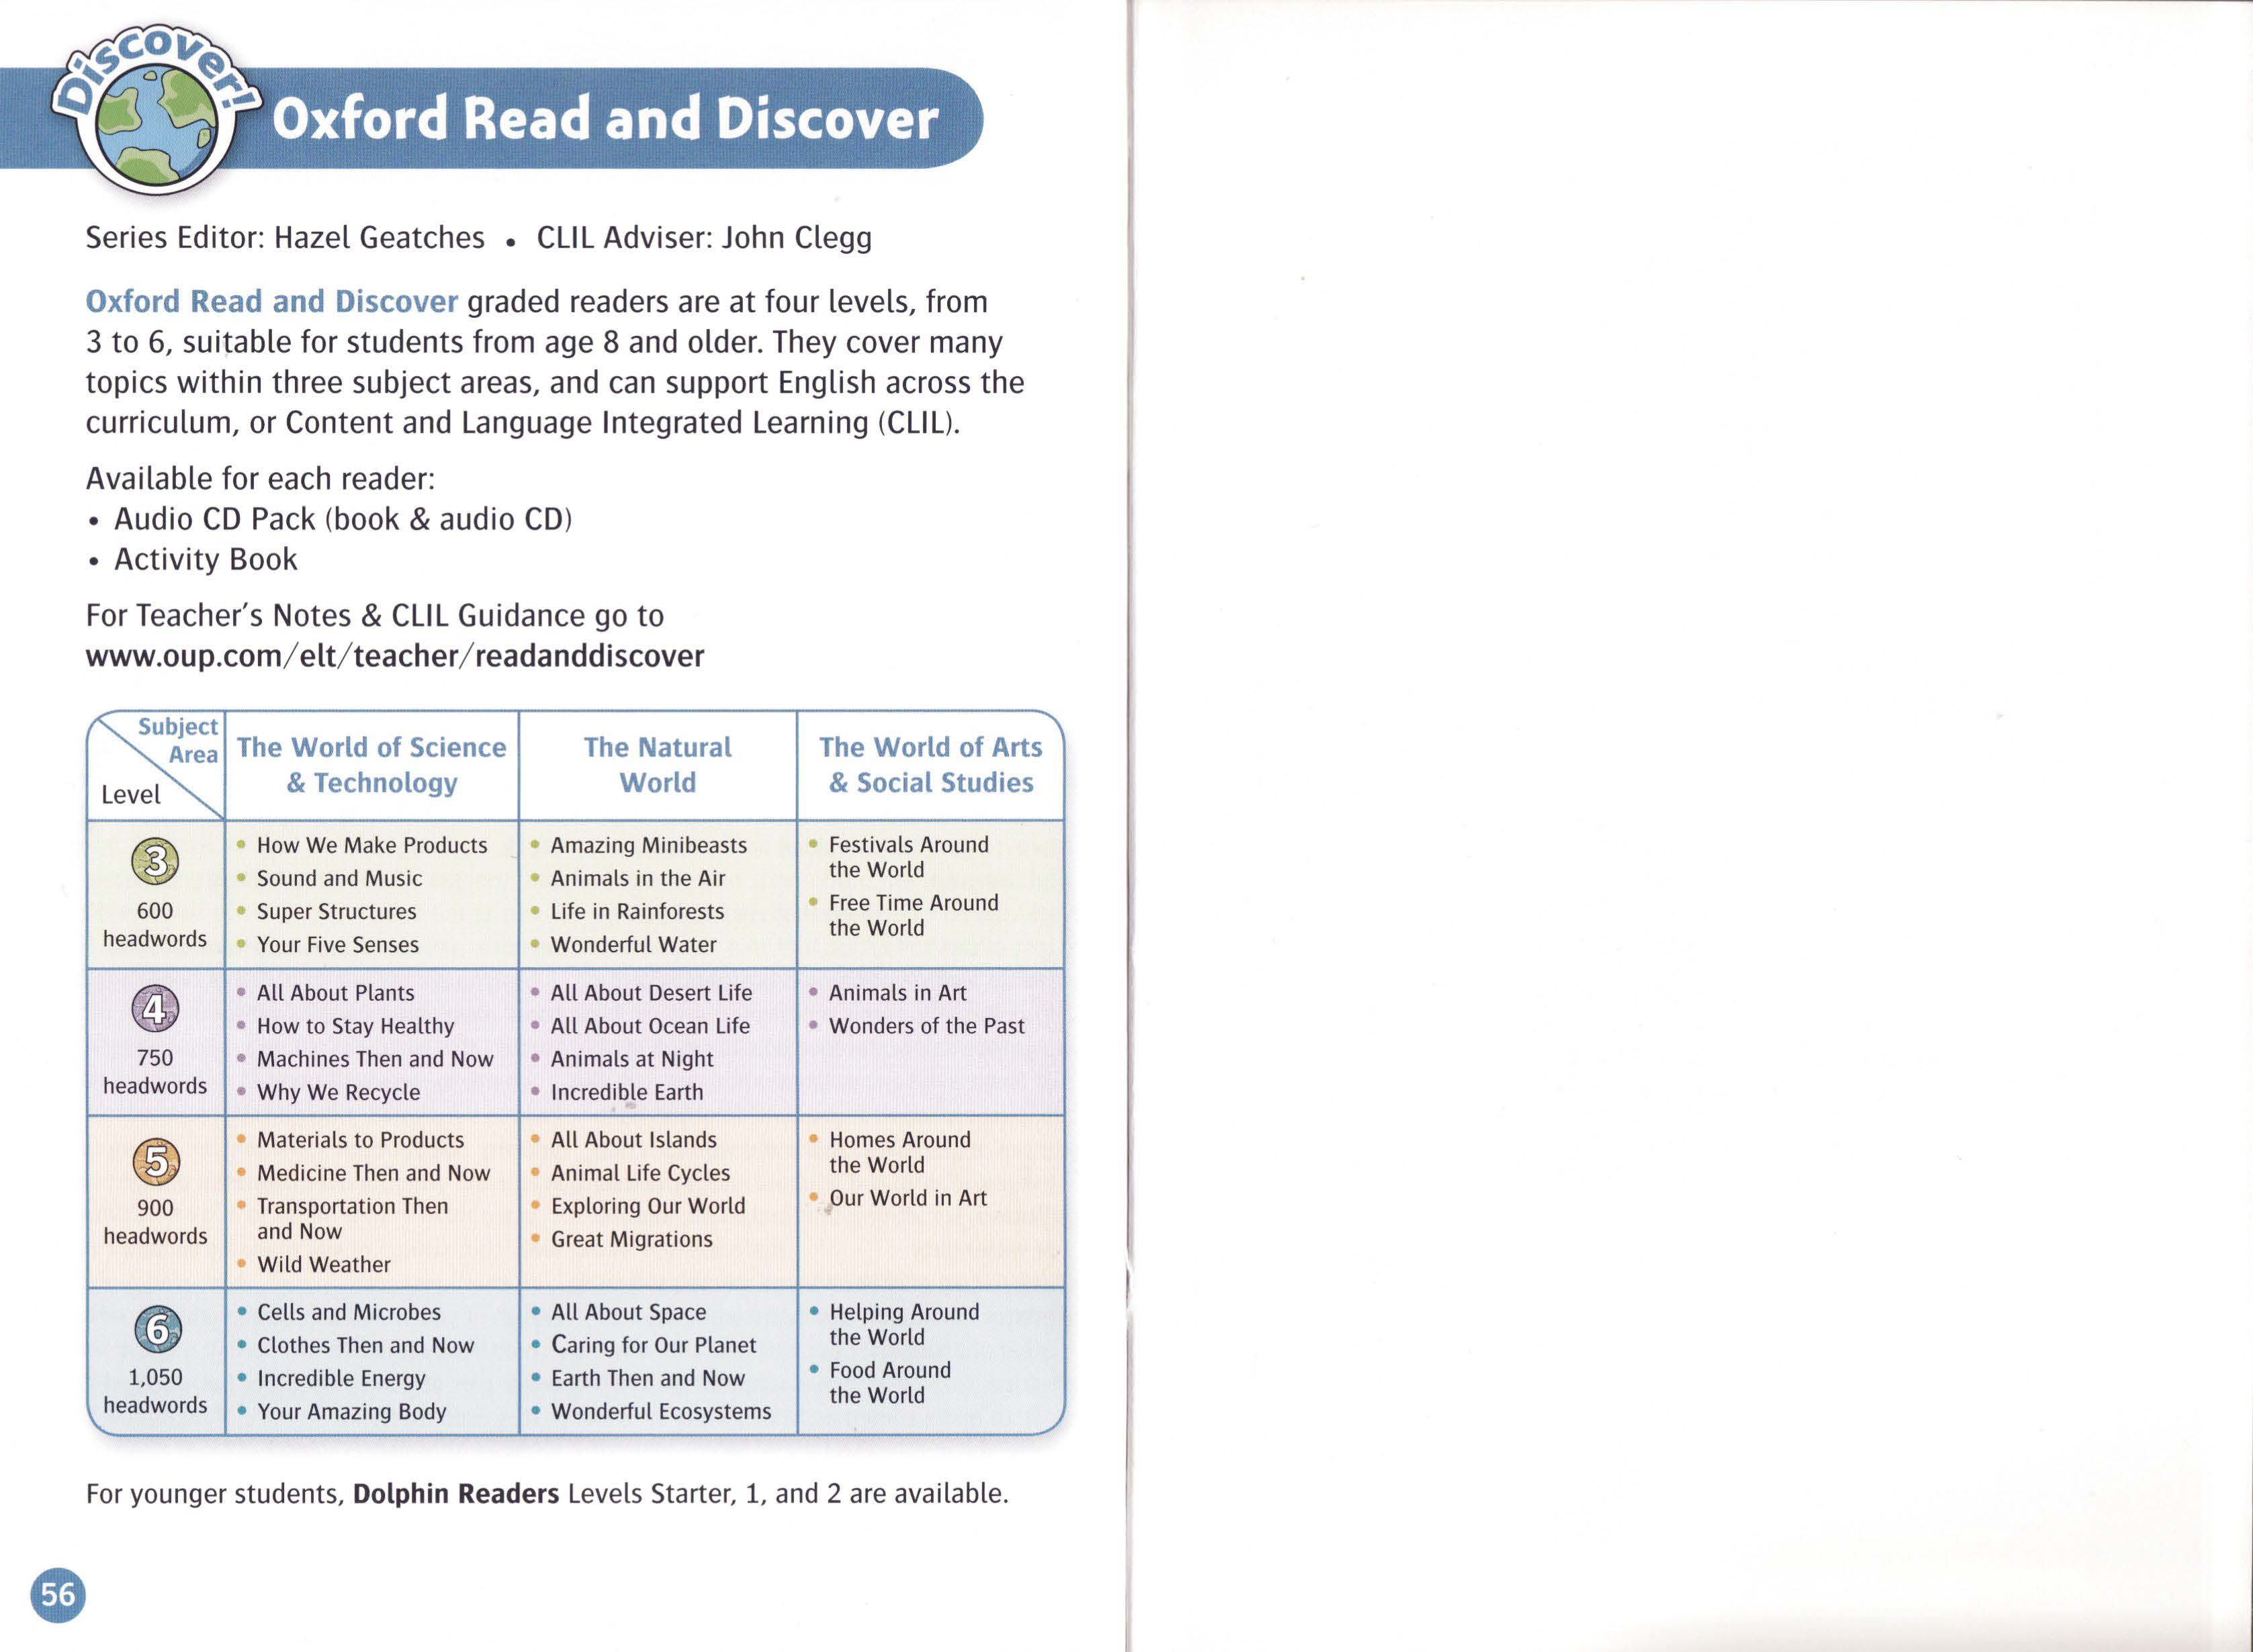 Discover!
Oxford Read and Discover
Series Editor: Hazel Geatches • CLIL Adviser: John Clegg
Oxford Read and Discover graded readers are at four levels, from
3 to 6, suitable for students from age 8 and older. They cover many
topics within three subject areas, and can support English across the
curriculum, or Content and Language Integrated Learning (CLIL).
Available for each reader:
• Audio CD Pack (book & audio CD)
• Activity Book
For Teacher's Notes & CLIL Guidance go to
www.oup.com/elt/teacher/readanddiscover
Subject
Area
Level
The World of Science
& Technology
The Natural
World
The World of Arts
& Social Studies
3
600
headwords
• How We Make Products
• Sound and Music
• Super Structures
• Your Five Senses
• Amazing Minibeasts
• Animals in the Air
• Life in Rainforests
• Wonderful Water
• Festivals Around
the World
• Free Time Around
the World
4
750
headwords
• All About Plants
• How to Stay Healthy
• Machines Then and Now
• Why We Recycle
• All About Desert Life
• All About Ocean Life
• Animals at Night
• Incredible Earth
• Animals in Art
• Wonders of the Past
5
900
headwords
• Materials to Products
• Medicine Then and Now
• Transportation Then
and Now
• Wild Weather
• All About Islands
• Animal Life Cycles
• Exploring Our World
• Great Migrations
• Homes Around
the World
• Our World in Art
6
1,050
headwords
• Cells and Microbes
• Clothes Then and Now
• Incredible Energy
• Your Amazing Body
• All About Space
• Caring for Our Planet
• Earth Then and Now
• Wonderful Ecosystems
• Helping Around
the World
• Food Around
the World
For younger students, Dolphin Readers Levels Starter, 1, and 2 are available.
56